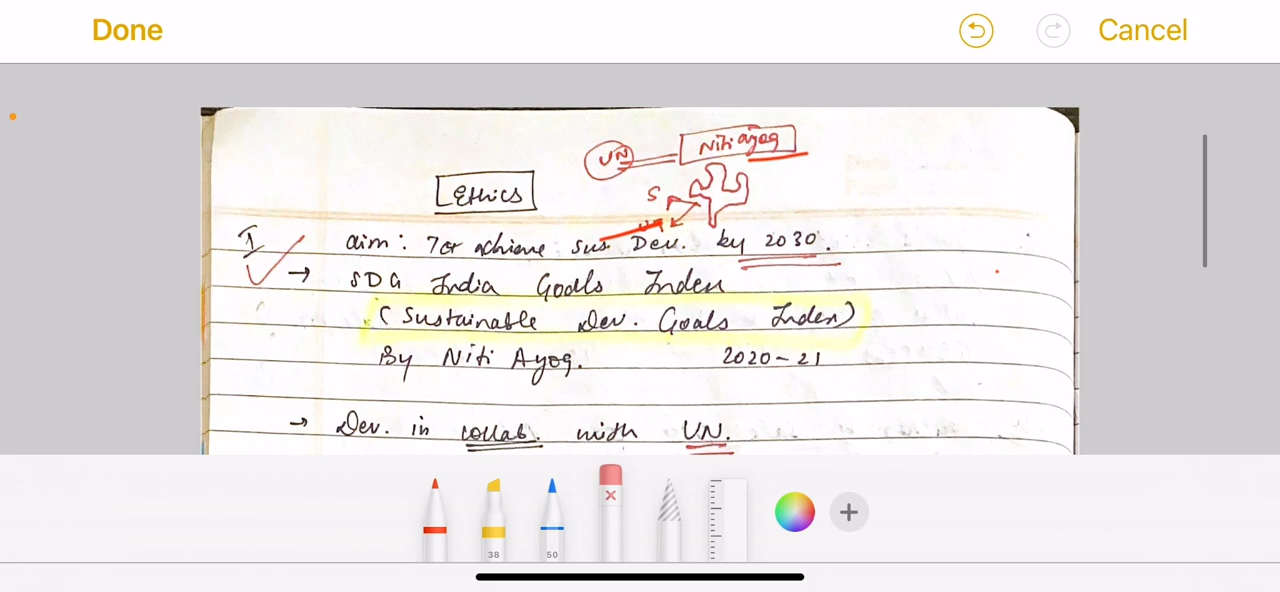 Done
Cancel
UN
Niti Ayog
Ethics
S
I
aim: To achieve sus Dev. by 2030.
→ SDG India Goals Index
(Sustainable Dev. Goals Index)
By Niti Ayog. 2020-21
→ Dev. in collab. with UN.
38
50